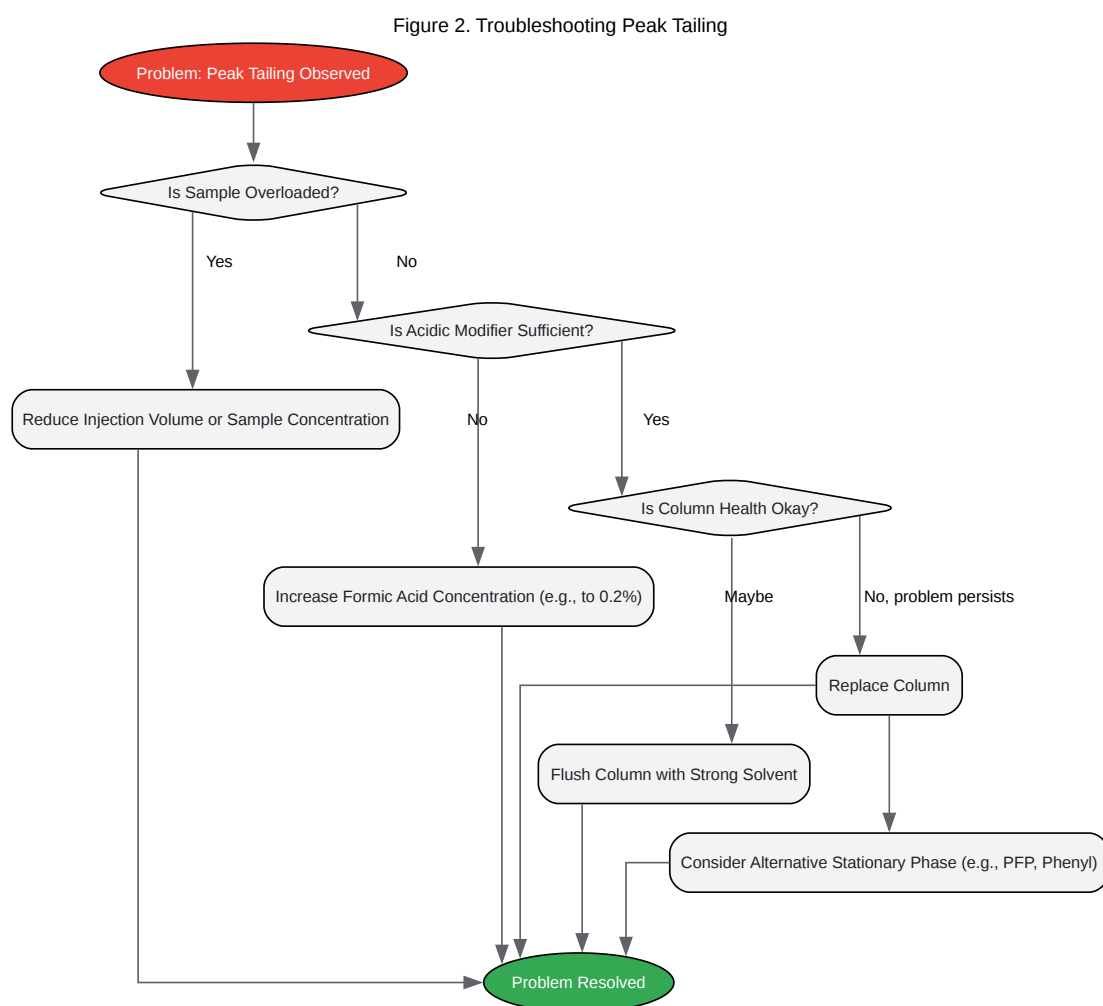 Figure 2. Troubleshooting Peak Tailing
Problem: Peak Tailing Observed
Is Sample Overloaded?
Yes
No
Is Acidic Modifier Sufficient?
Reduce Injection Volume or Sample Concentration
No
Yes
Is Column Health Okay?
Increase Formic Acid Concentration (e.g., to 0.2%)
Maybe
No, problem persists
Replace Column
Flush Column with Strong Solvent
Consider Alternative Stationary Phase (e.g., PFP, Phenyl)
Problem Resolved